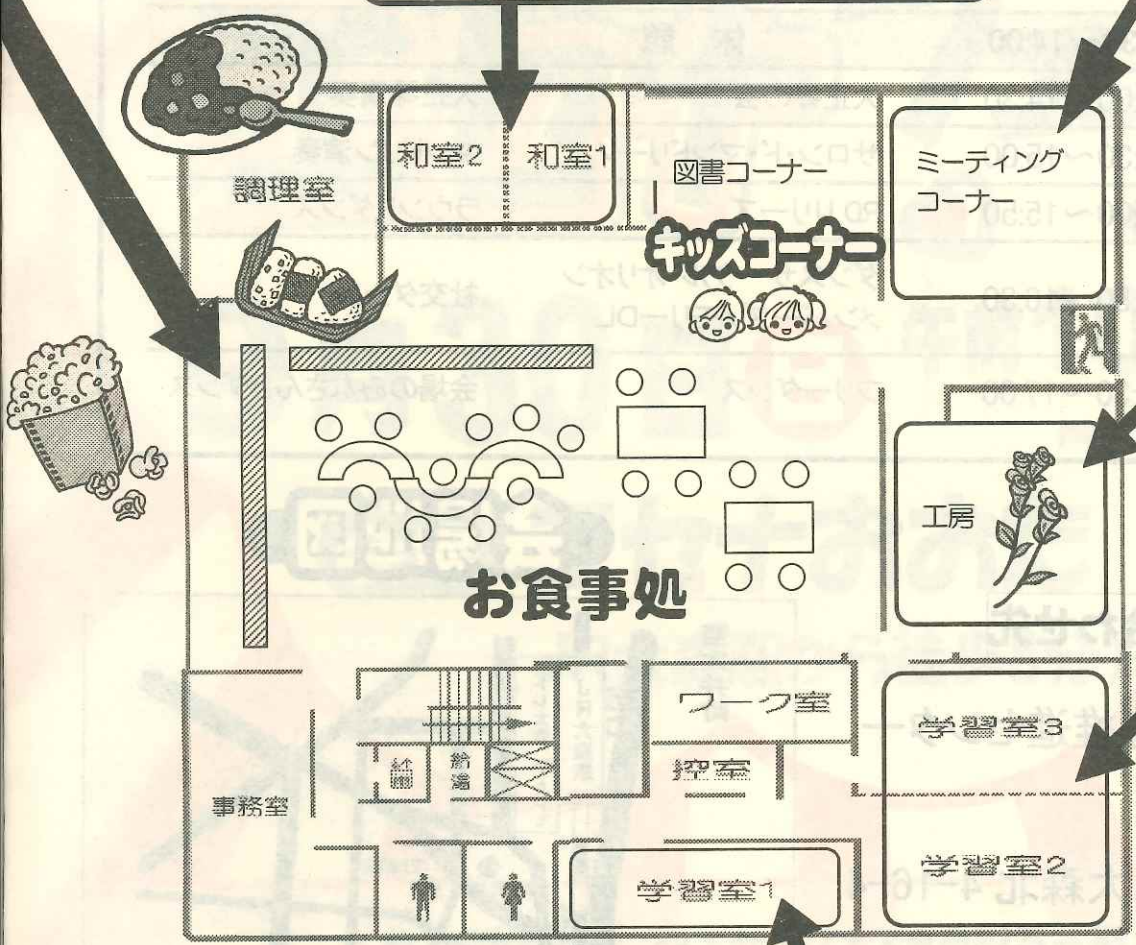 調理室
和室2
和室1
図書コーナー
ミーティング
コーナー
キッズコーナー
お食事処
工房
ワーク室
学習室3
控室
給湯
事務室
学習室2
学習室1